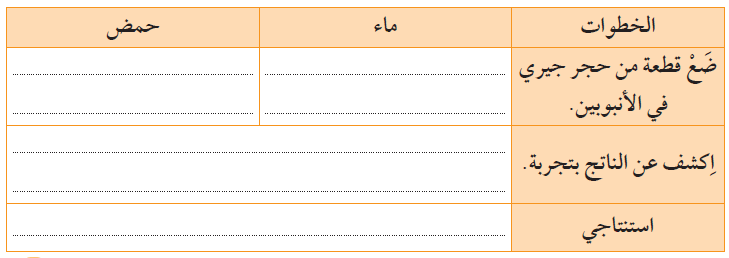 الخطوات ماء حمض
ضَعْ قطعة من حجر جيري
في الأنبوبين.
اِكشف عن الناتج بتجربة.
استنتاجي